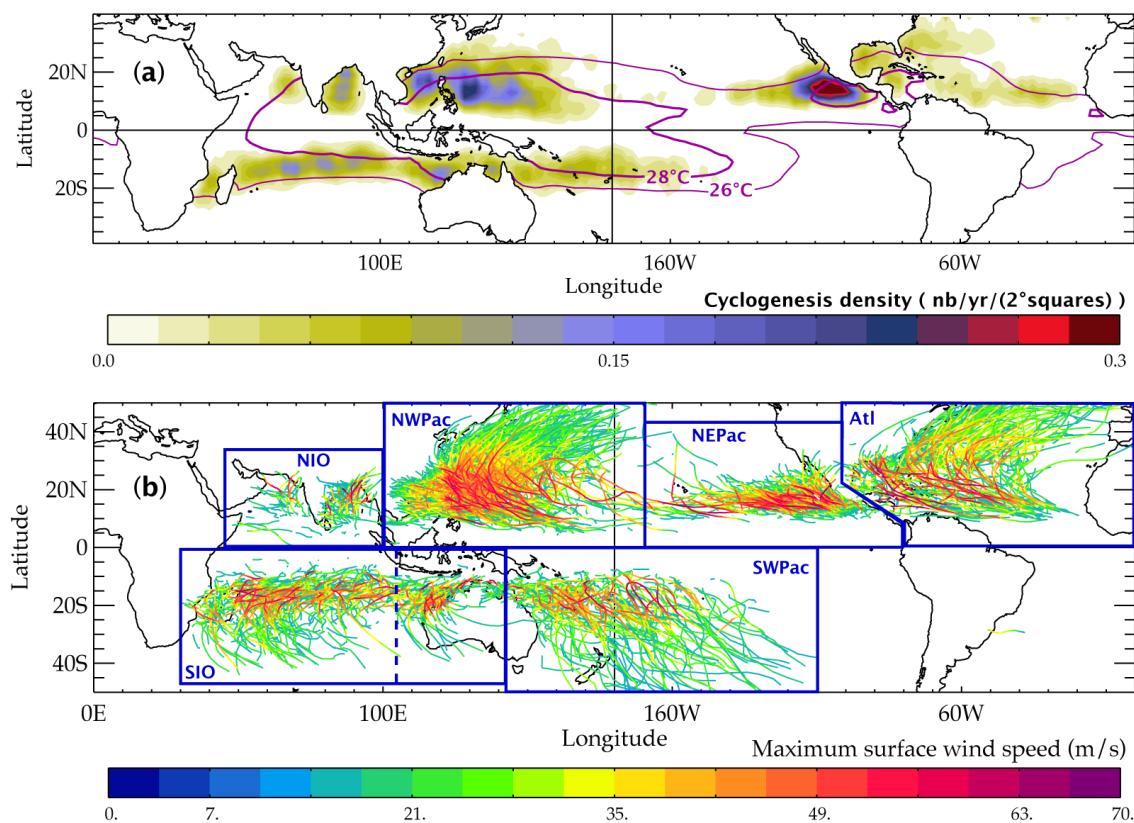 (a)
20N
0
20S
Latitude
28°C
26°C
100E 160W 60W
Longitude
Cyclogenesis density ( nb/yr/(2°squares) )
0.0 0.15 0.3
NWPac
NEPac
Atl
NIO
(b)
SWPac
SIO
40N
20N
0
20S
40S
Latitude
0E 100E 160W 60W
Longitude
Maximum surface wind speed (m/s)
0. 7. 21. 35. 49. 63. 70.